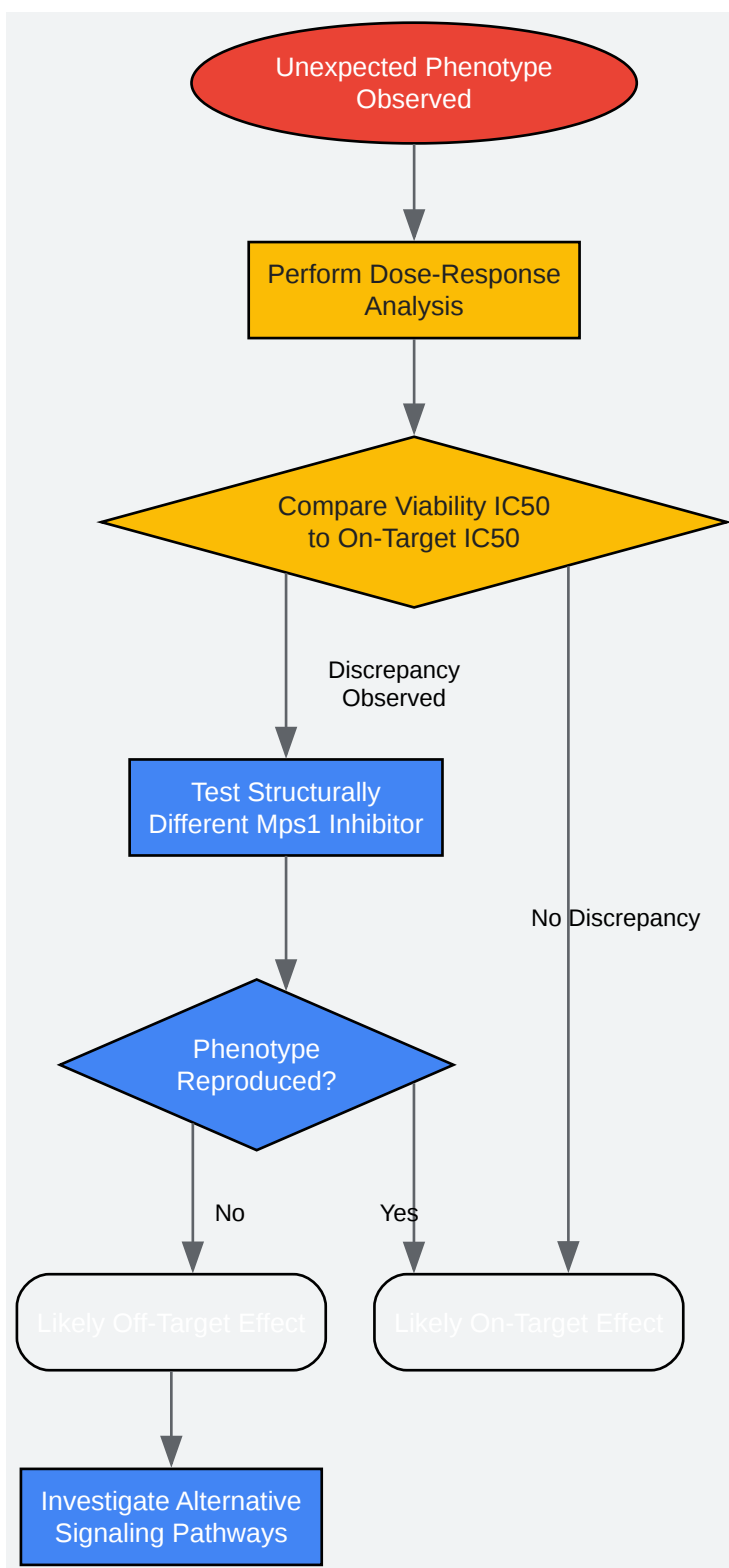 Unexpected Phenotype
Observed
Perform Dose-Response
Analysis
Compare Viability IC50
to On-Target IC50
Discrepancy
Observed
Test Structurally
Different Mps1 Inhibitor
No Discrepancy
Phenotype
Reproduced?
No
Yes
Likely Off-Target Effect
Likely On-Target Effect
Investigate Alternative
Signaling Pathways